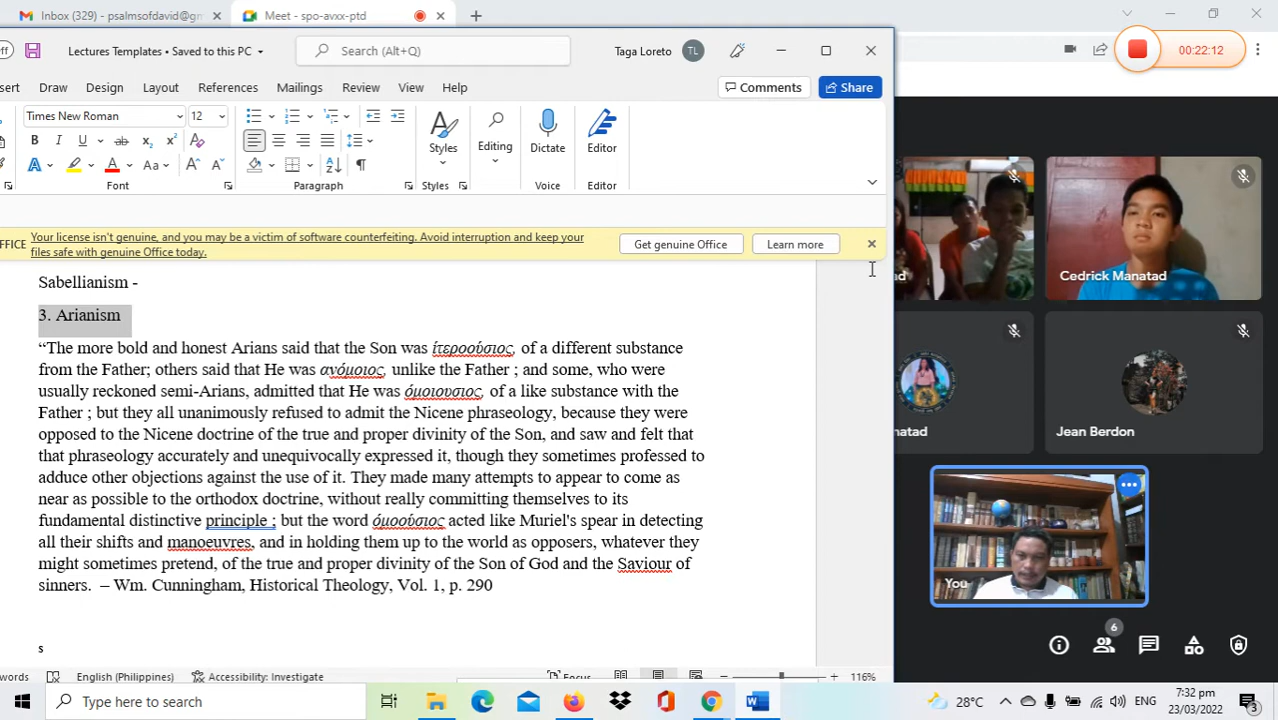 Inbox (329) - psalmsofdavid@gm
Meet - spo-avxx-ptd
00:22:12
Lectures Templates • Saved to this PC
Search (Alt+Q)
Taga Loreto
TL
Draw
Design
Layout
References
Mailings
Review
View
Help
Comments
Share
Times New Roman
12
Styles
Editing
Dictate
Editor
Font
Paragraph
Styles
Voice
Editor
Your license isn't genuine, and you may be a victim of software counterfeiting. Avoid interruption and keep your
files safe with genuine Office today.
Get genuine Office
Learn more
Sabellianism -
3. Arianism
“The more bold and honest Arians said that the Son was ἑτεροούσιος, of a different substance
from the Father; others said that He was ανόμοιος, unlike the Father ; and some, who were
usually reckoned semi-Arians, admitted that He was όμοιουσιος, of a like substance with the
Father ; but they all unanimously refused to admit the Nicene phraseology, because they were
opposed to the Nicene doctrine of the true and proper divinity of the Son, and saw and felt that
that phraseology accurately and unequivocally expressed it, though they sometimes professed to
adduce other objections against the use of it. They made many attempts to appear to come as
near as possible to the orthodox doctrine, without really committing themselves to its
fundamental distinctive principle ; but the word όμοούσιος acted like Muriel's spear in detecting
all their shifts and manoeuvres, and in holding them up to the world as opposers, whatever they
might sometimes pretend, of the true and proper divinity of the Son of God and the Saviour of
sinners. – Wm. Cunningham, Historical Theology, Vol. 1, p. 290
s
Cedrick Manatad
Jean Berdon
You
6
words
English (Philippines)
Accessibility: Investigate
Focus
116%
Type here to search
28°C
ENG
7:32 pm
23/03/2022
3